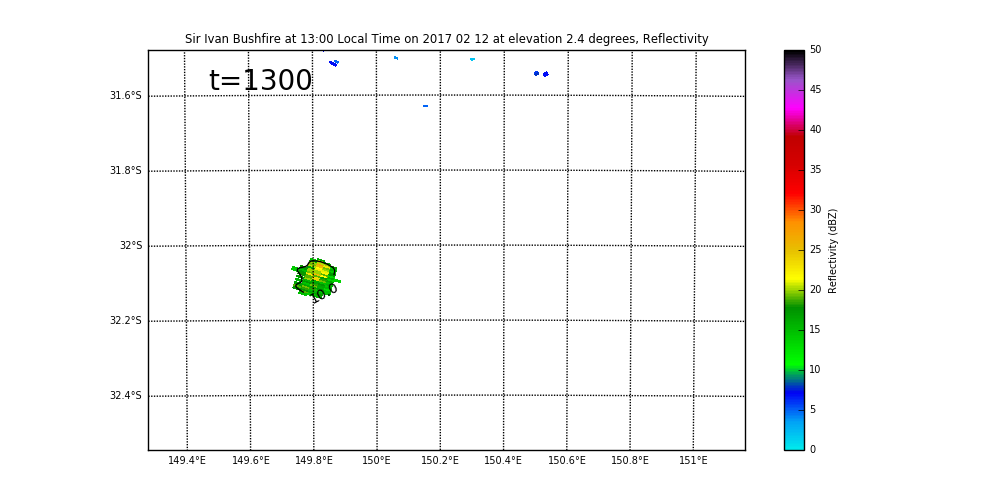 Sir Ivan Bushfire at 13:00 Local Time on 2017 02 12 at elevation 2.4 degrees, Reflectivity
t=1300
31.6°S
31.8°S
32°S
32.2°S
32.4°S
149.4°E 149.6°E 149.8°E 150°E 150.2°E 150.4°E 150.6°E 150.8°E 151°E
50
45
40
35
30
25
20
15
10
5
0
Reflectivity (dBZ)